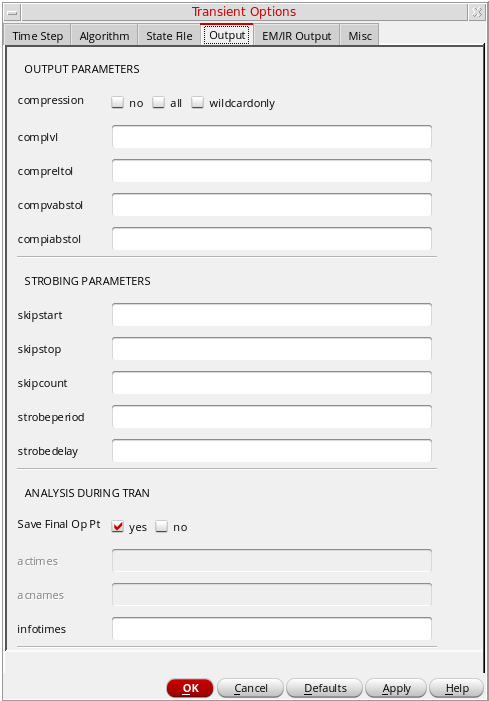 Transient Options
Time Step Algorithm State File Output EM/IR Output Misc
OUTPUT PARAMETERS
compression no all wildcardonly
complvl
compreltol
compvabstol
compiabstol
STROBING PARAMETERS
skipstart
skipstop
skipcount
strobeperiod
strobedelay
ANALYSIS DURING TRAN
Save Final Op Pt yes no
actimes
acnames
infotimes
OK Cancel Defaults Apply Help